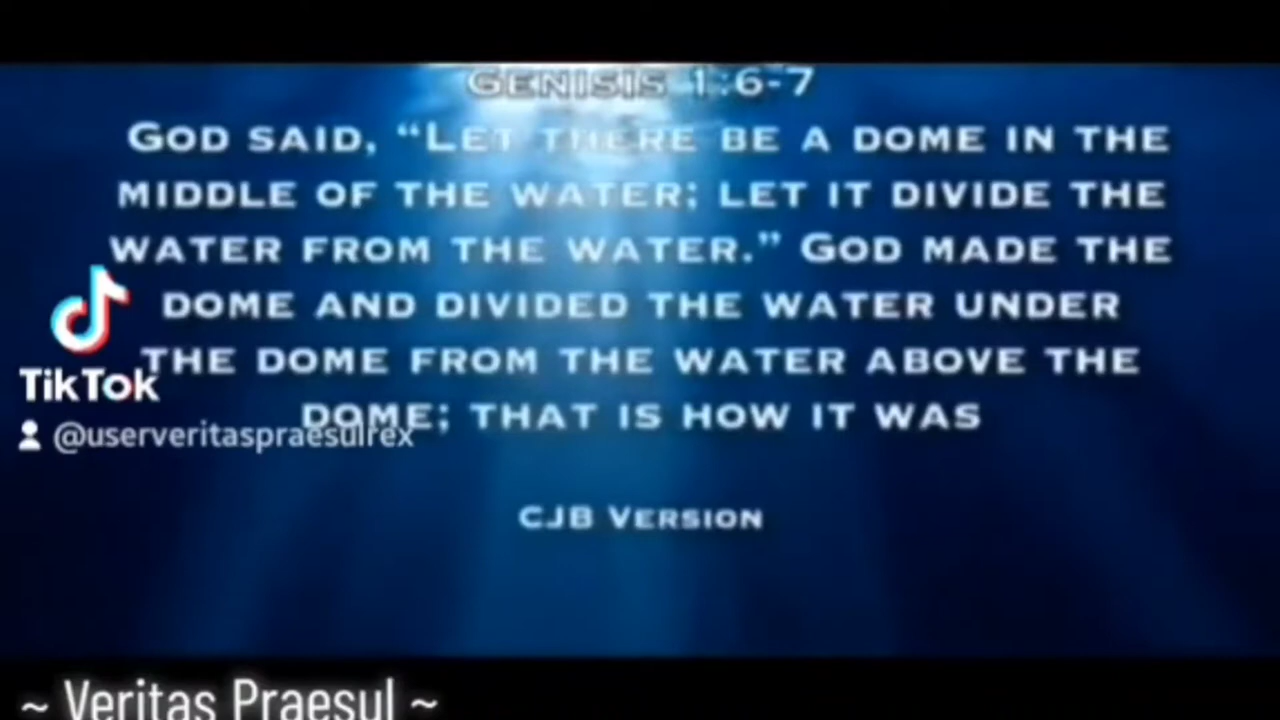 GENISIS 1:6-7
GOD SAID, “LET THERE BE A DOME IN THE
MIDDLE OF THE WATER; LET IT DIVIDE THE
WATER FROM THE WATER.” GOD MADE THE
DOME AND DIVIDED THE WATER UNDER
THE DOME FROM THE WATER ABOVE THE
DOME; THAT IS HOW IT WAS
TikTok
@userveritaspraesulrex
CJB VERSION
~ Veritas Praesul ~